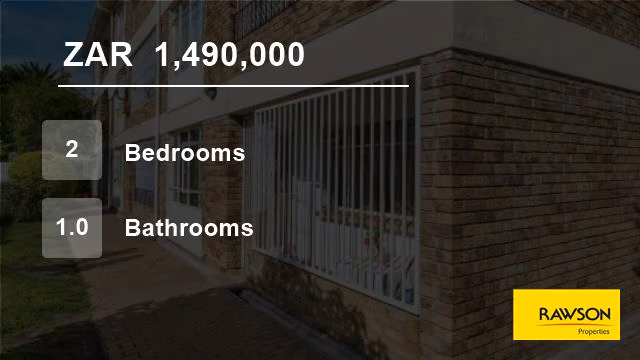 ZAR 1,490,000
2
Bedrooms
1.0
Bathrooms
RAWSON
Properties